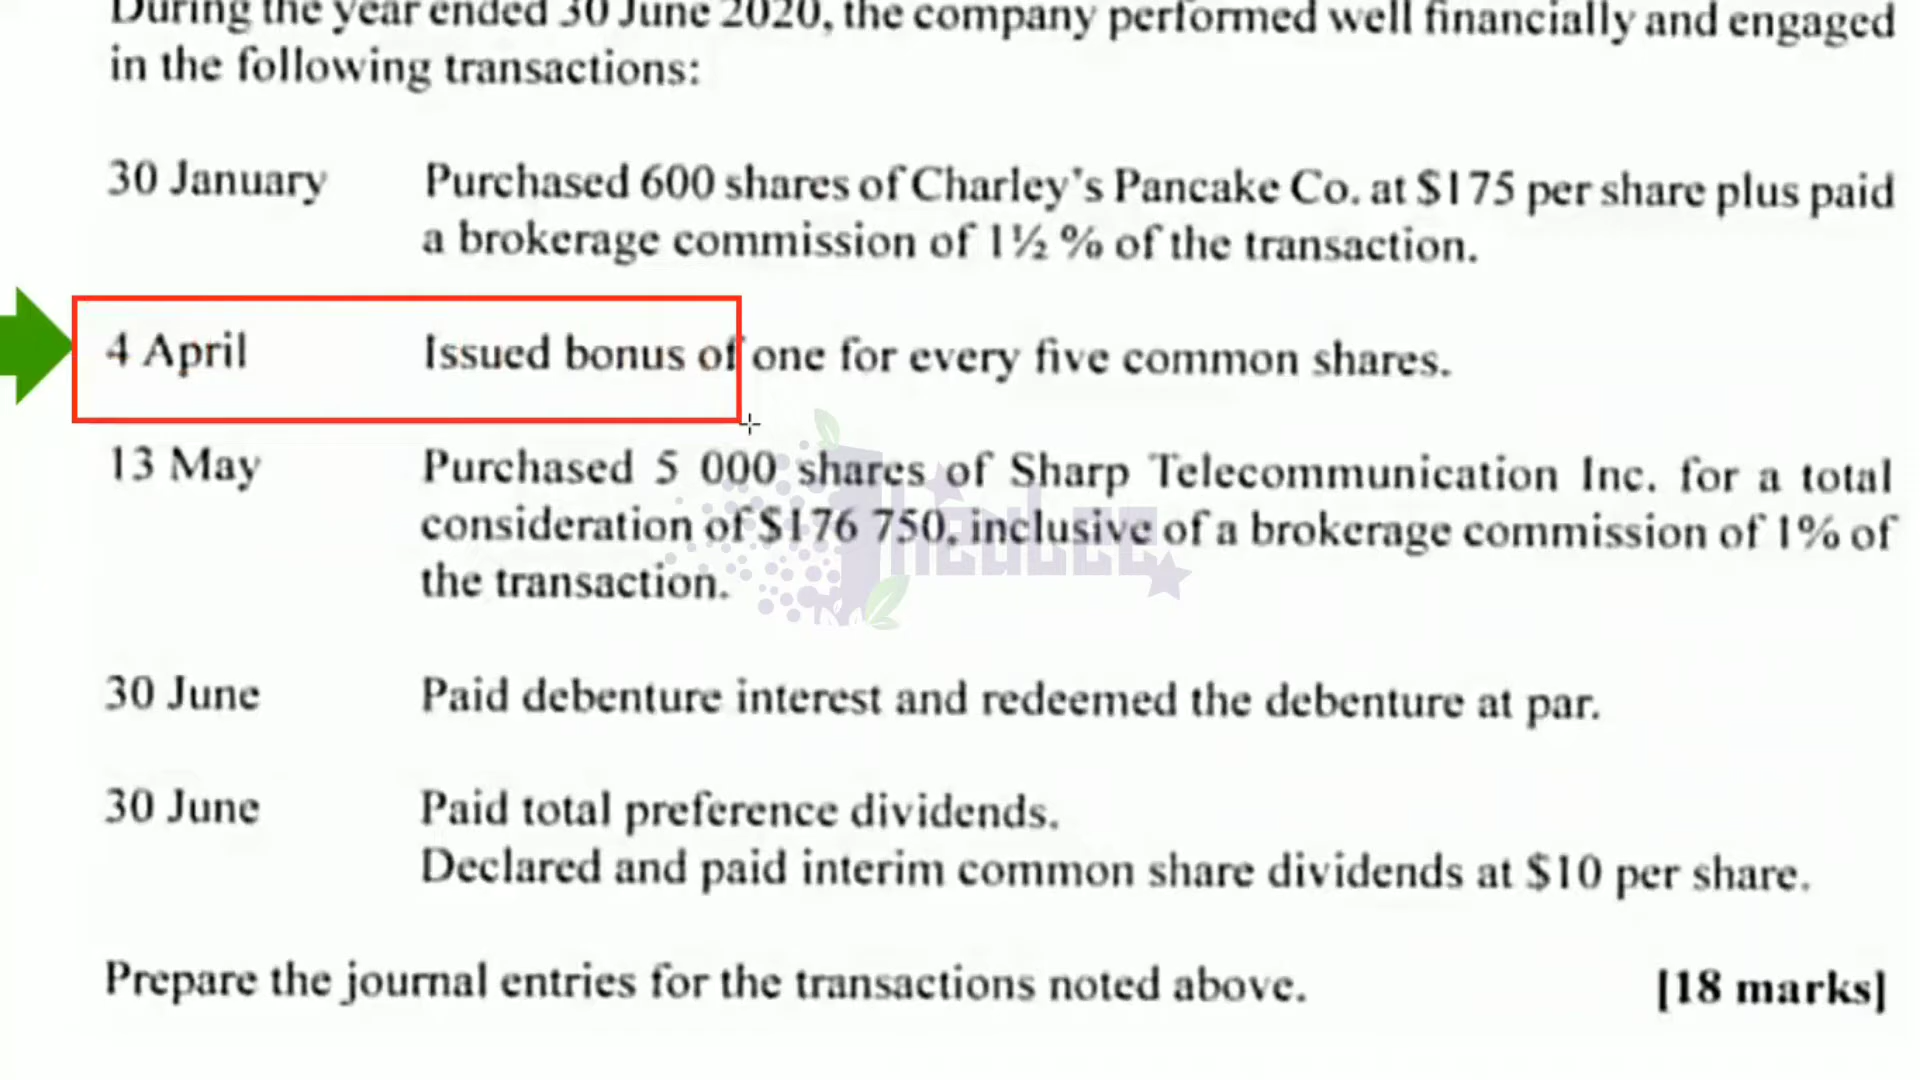 During the year ended 30 June 2020, the company performed well financially and engaged
in the following transactions:
30 January Purchased 600 shares of Charley's Pancake Co. at $175 per share plus paid
a brokerage commission of 1½ % of the transaction.
4 April Issued bonus of one for every five common shares.
13 May Purchased 5 000 shares of Sharp Telecommunication Inc. for a total
consideration of $176 750, inclusive of a brokerage commission of 1% of
the transaction.
30 June Paid debenture interest and redeemed the debenture at par.
30 June Paid total preference dividends.
Declared and paid interim common share dividends at $10 per share.
Prepare the journal entries for the transactions noted above. [18 marks]